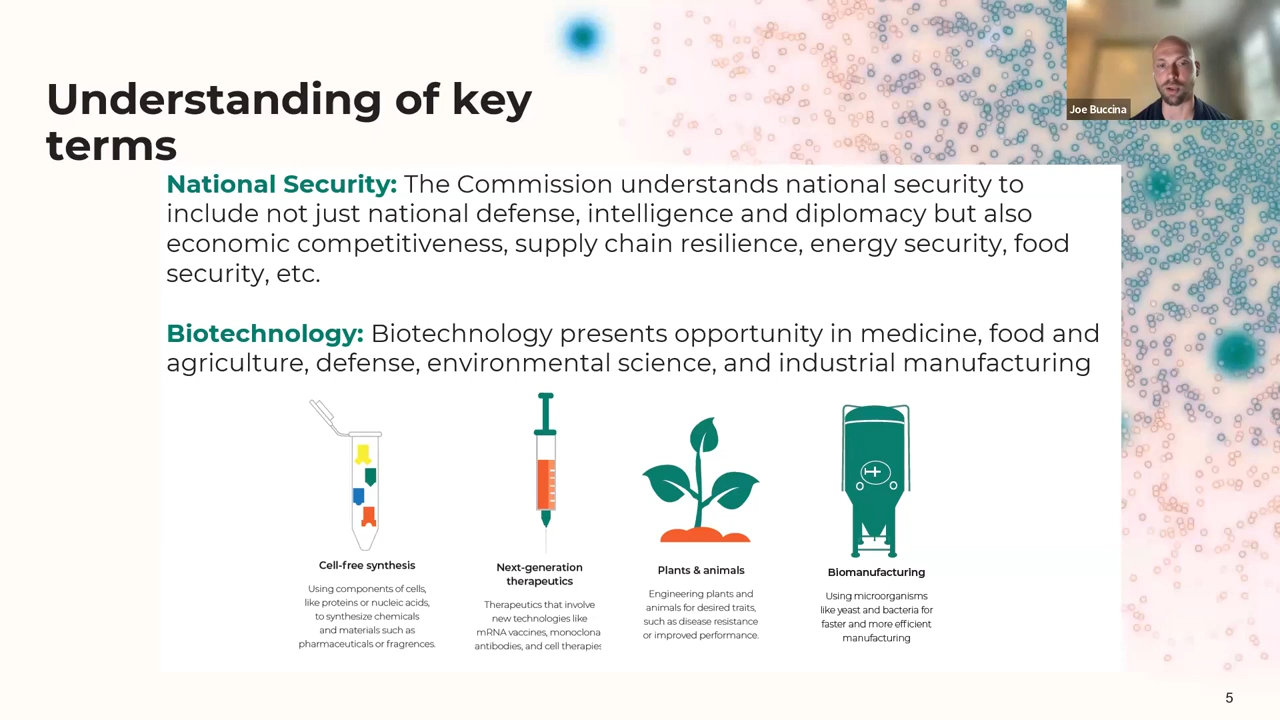 Understanding of key
terms
Joe Buccina
National Security: The Commission understands national security to
include not just national defense, intelligence and diplomacy but also
economic competitiveness, supply chain resilience, energy security, food
security, etc.
Biotechnology: Biotechnology presents opportunity in medicine, food and
agriculture, defense, environmental science, and industrial manufacturing
Cell-free synthesis
Using components of cells,
like proteins or nucleic acids,
to synthesize chemicals
and materials such as
pharmaceuticals or fragrences.
Next-generation
therapeutics
Therapeutics that involve
new technologies like
mRNA vaccines, monoclona
antibodies, and cell therapies
Plants & animals
Engineering plants and
animals for desired traits,
such as disease resistance
or improved performance.
Biomanufacturing
Using microorganisms
like yeast and bacteria for
faster and more efficient
manufacturing
5